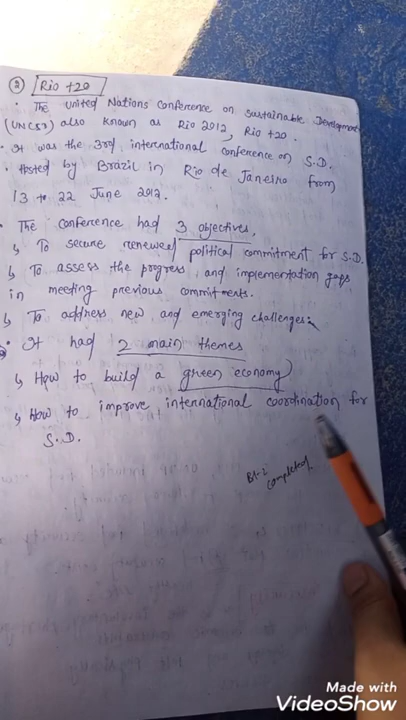 ② Rio +20
• The United Nations Conference on sustainable Development
(UNCSD) also known as Rio 2012, Rio +20.
• It was the 3rd international conference on S.D.
• Hosted by Brazil in Rio de Janeiro from
13 to 22 June 2012.
• The conference had 3 objectives.
↳ To secure renewed political commitment for S.D.
↳ To assess the progress and implementation gaps
in meeting previous commitments.
↳ To address new and emerging challenges.
• It had 2 main themes
↳ How to build a green economy
↳ How to improve international coordination for
S.D.
completed.
Made with
VideoShow